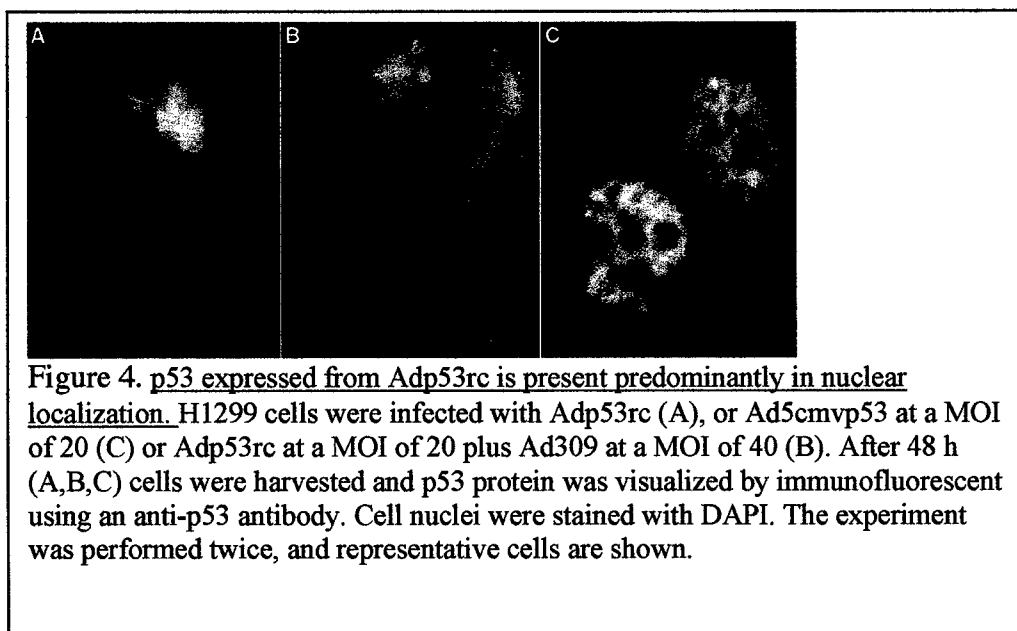 A B C
Figure 4. p53 expressed from Adp53rc is present predominantly in nuclear
localization. H1299 cells were infected with Adp53rc (A), or Ad5cmvp53 at a MOI
of 20 (C) or Adp53rc at a MOI of 20 plus Ad309 at a MOI of 40 (B). After 48 h
(A,B,C) cells were harvested and p53 protein was visualized by immunofluorescent
using an anti-p53 antibody. Cell nuclei were stained with DAPI. The experiment
was performed twice, and representative cells are shown.